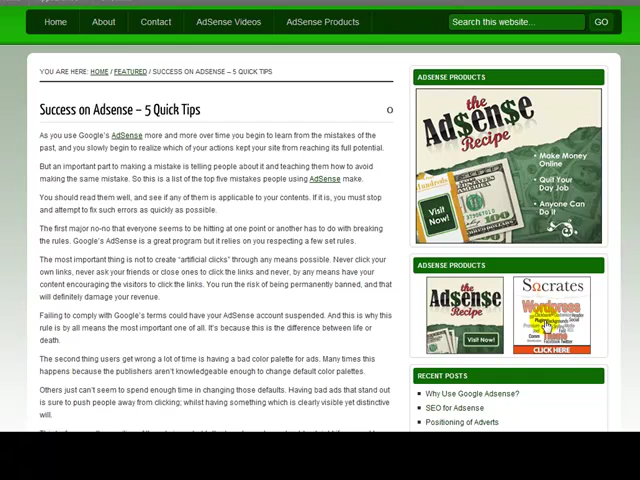 Home About Contact AdSense Videos AdSense Products Search this website... GO
YOU ARE HERE: HOME / FEATURED / SUCCESS ON ADSENSE – 5 QUICK TIPS
Success on Adsense – 5 Quick Tips 0
As you use Google's AdSense more and more over time you begin to learn from the mistakes of the
past, and you slowly begin to realize which of your actions kept your site from reaching its full potential.
But an important part to making a mistake is telling people about it and teaching them how to avoid
making the same mistake. So this is a list of the top five mistakes people using AdSense make.
You should read them well, and see if any of them is applicable to your contents. If it is, you must stop
and attempt to fix such errors as quickly as possible.
The first major no-no that everyone seems to be hitting at one point or another has to do with breaking
the rules. Google's AdSense is a great program but it relies on you respecting a few set rules.
The most important thing is not to create "artificial clicks" through any means possible. Never click your
own links, never ask your friends or close ones to click the links and never, by any means have your
content encouraging the visitors to click the links. You run the risk of being permanently banned, and that
will definitely damage your revenue.
Failing to comply with Google's terms could have your AdSense account suspended. And this is why this
rule is by all means the most important one of all. It's because this is the difference between life or
death.
The second thing users get wrong a lot of time is having a bad color palette for ads. Many times this
happens because the publishers aren't knowledgeable enough to change default color palettes.
Others just can't seem to spend enough time in changing those defaults. Having bad ads that stand out
is sure to push people away from clicking; whilst having something which is clearly visible yet distinctive
will.
ADSENSE PRODUCTS
the
Ad$en$e
Recipe
• Make Money
Online
• Quit Your
Day Job
• Anyone Can
Do it
Visit
Now!
100
ADSENSE PRODUCTS
the
Ad$en$e
Recipe
Visit Now!
Socrates
Wordpress
Theme
CLICK HERE
RECENT POSTS
Why Use Google Adsense?
SEO for Adsense
Positioning of Adverts